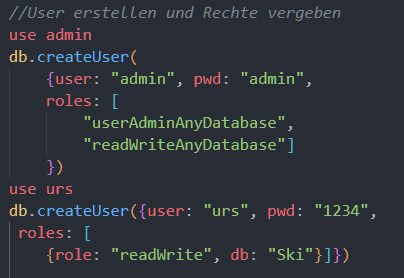 //User erstellen und Rechte vergeben
use admin
db.createUser(
{user: "admin", pwd: "admin",
roles: [
"userAdminAnyDatabase",
"readWriteAnyDatabase"]
})
use urs
db.createUser({user: "urs", pwd: "1234",
roles: [
{role: "readWrite", db: "Ski"}]})